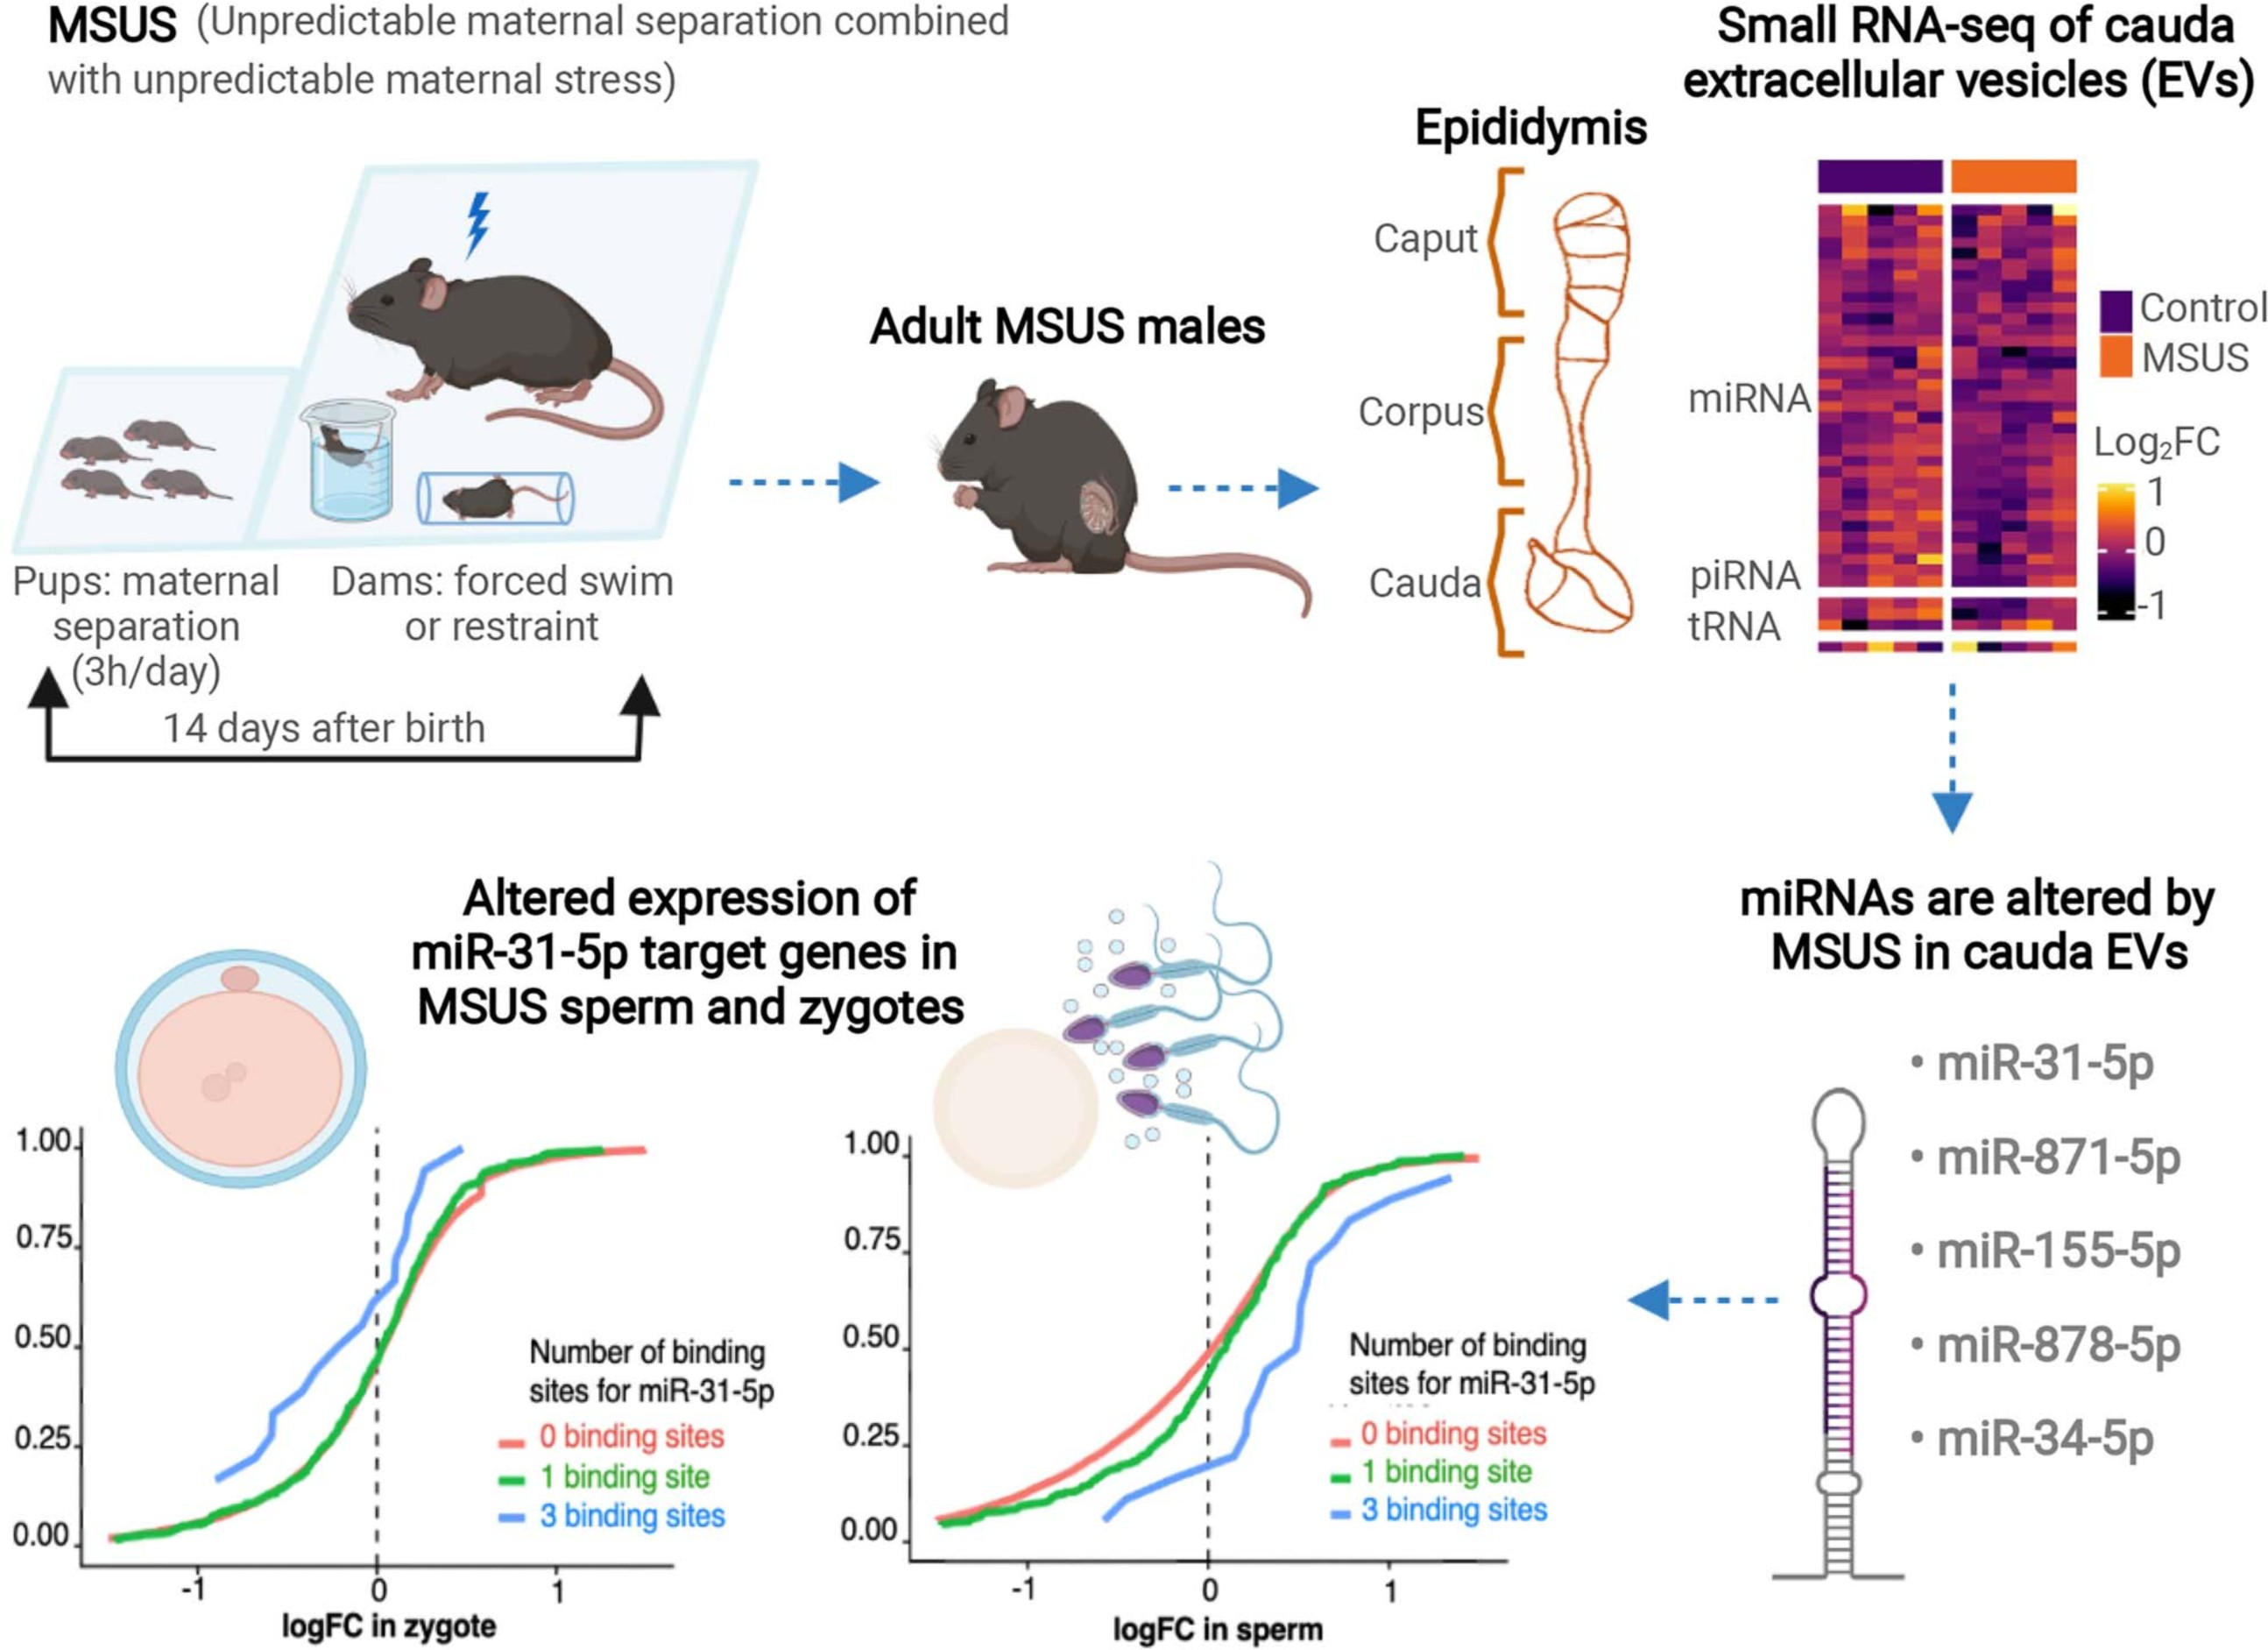 MSUS (Unpredictable maternal separation combined
with unpredictable maternal stress)
Pups: maternal
separation
(3h/day)
Dams: forced swim
or restraint
14 days after birth
Adult MSUS males
Epididymis
Caput
Corpus
Cauda
Small RNA-seq of cauda
extracellular vesicles (EVs)
miRNA
piRNA
tRNA
Control
MSUS
Log₂FC
1
0
-1
miRNAs are altered by
MSUS in cauda EVs
• miR-31-5p
• miR-871-5p
• miR-155-5p
• miR-878-5p
• miR-34-5p
Altered expression of
miR-31-5p target genes in
MSUS sperm and zygotes
1.00
0.75
0.50
0.25
0.00
-1
0
1
logFC in zygote
Number of binding
sites for miR-31-5p
0 binding sites
1 binding site
3 binding sites
1.00
0.75
0.50
0.25
0.00
-1
0
1
logFC in sperm
Number of binding
sites for miR-31-5p
0 binding sites
1 binding site
3 binding sites